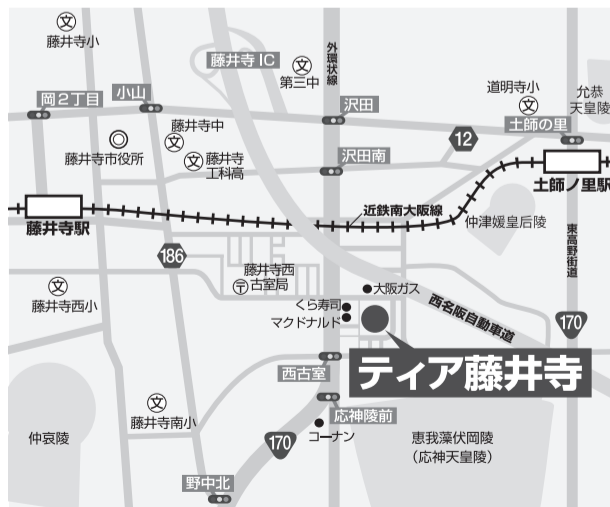 文
藤井寺小
外環状線
藤井寺IC
文
第三中
道明寺小
文
允恭
天皇陵
小山
岡2丁目
沢田
土師の里
藤井寺市役所
藤井寺中
文
文
藤井寺
工科高
沢田南
12
土師ノ里駅
藤井寺駅
近鉄南大阪線
仲津媛皇后陵
東高野街道
186
藤井寺西
古室局
〒
文
藤井寺西小
大阪ガス
くら寿司
マクドナルド
西名阪自動車道
170
ティア藤井寺
西古室
文
藤井寺南小
応神陵前
仲哀陵
170
コーナン
恵我藻伏岡陵
(応神天皇陵)
野中北